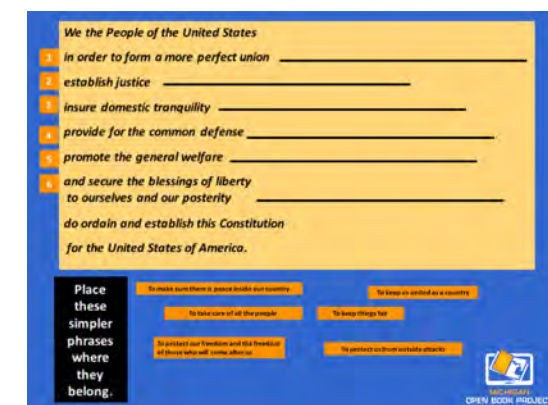 We the People of the United States
1 in order to form a more perfect union
2 establish justice
3 insure domestic tranquility
4 provide for the common defense
5 promote the general welfare
6 and secure the blessings of liberty
to ourselves and our posterity
do ordain and establish this Constitution
for the United States of America.
Place
these
simpler
phrases
where
they
belong.
To make sure there is peace inside our country
To keep us united as a country
To take care of all the people
To keep things fair
To protect our freedom and the freedom
of those who will come after us
To protect us from outside attacks
MICHIGAN
OPEN BOOK PROJECT